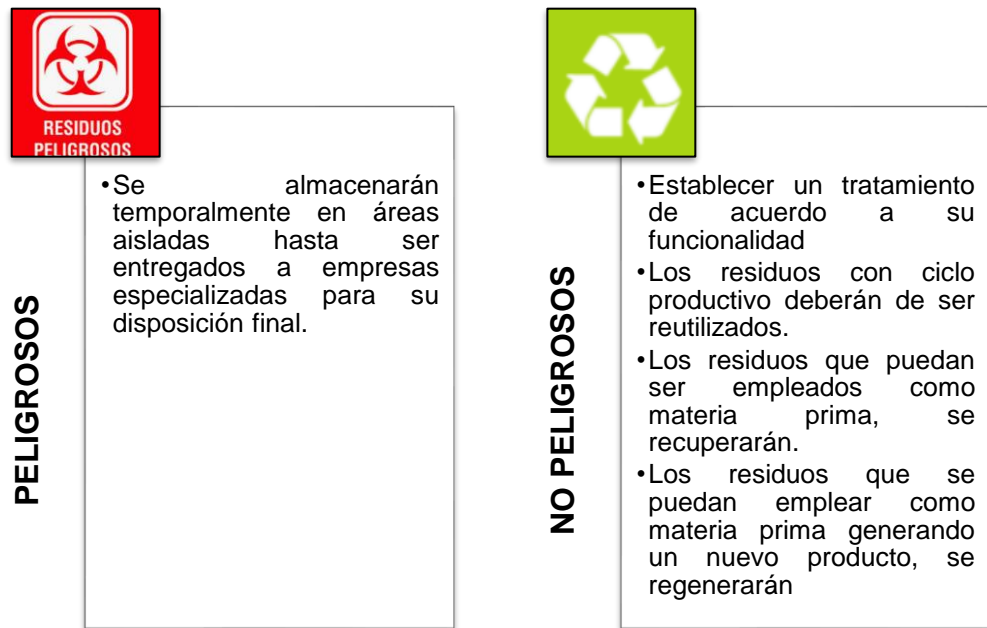 RESIDUOS
PELIGROSOS
PELIGROSOS
•Se almacenarán
temporalmente en áreas
aisladas hasta ser
entregados a empresas
especializadas para su
disposición final.
NO PELIGROSOS
•Establecer un tratamiento
de acuerdo a su
funcionalidad
•Los residuos con ciclo
productivo deberán de ser
reutilizados.
•Los residuos que puedan
ser empleados como
materia prima, se
recuperarán.
•Los residuos que se
puedan emplear como
materia prima generando
un nuevo producto, se
regenerarán